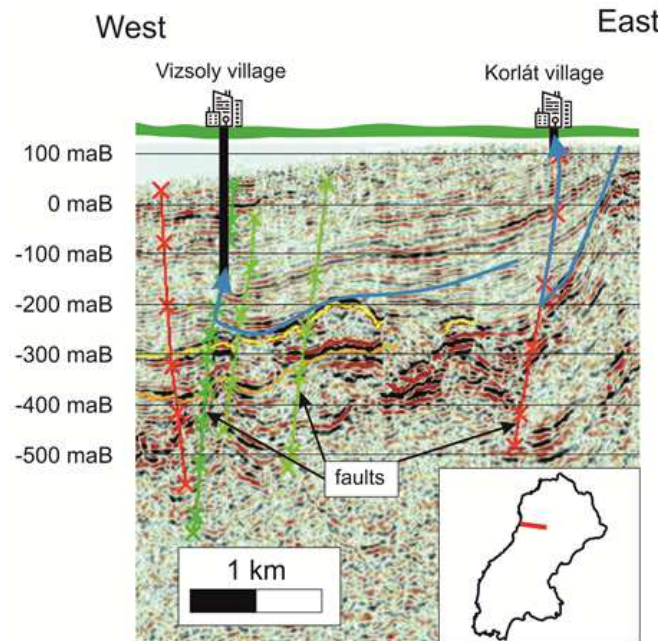 West
East
Vizsoly village
Korlát village
100 maB
0 maB
-100 maB
-200 maB
-300 maB
-400 maB
-500 maB
faults
1 km